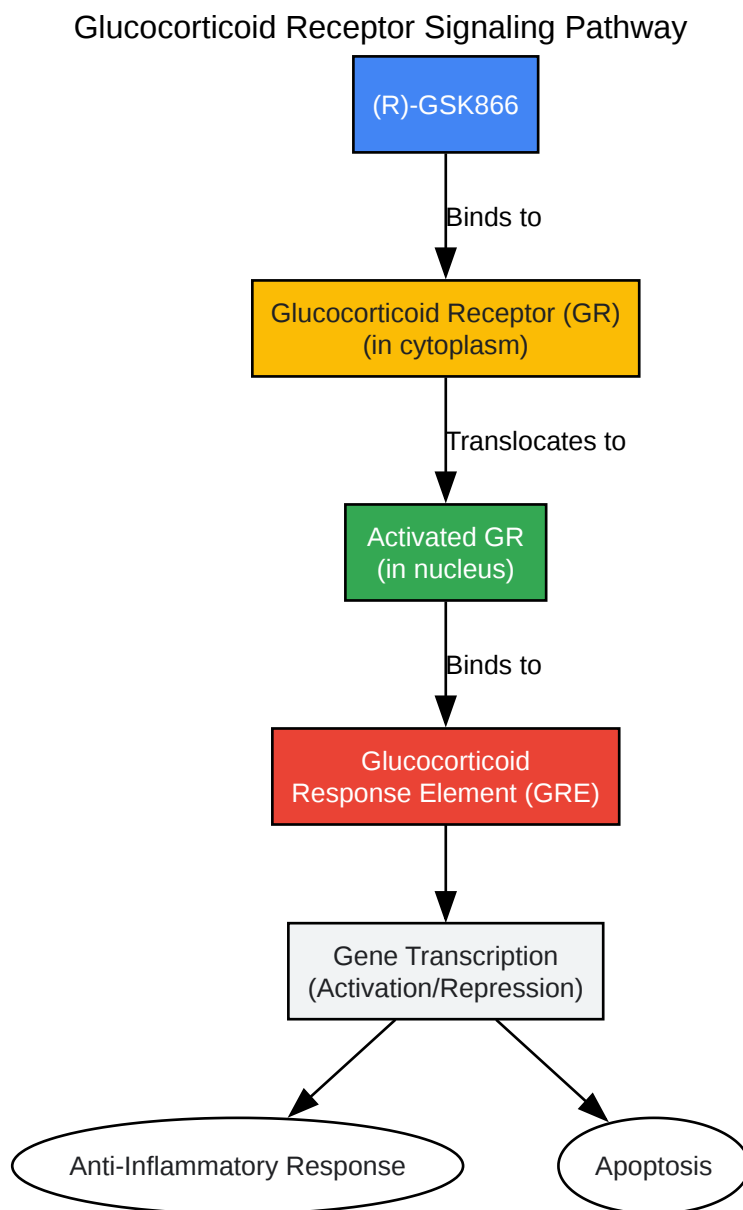 Glucocorticoid Receptor Signaling Pathway
(R)-GSK866
Binds to
Glucocorticoid Receptor (GR)
(in cytoplasm)
Translocates to
Activated GR
(in nucleus)
Binds to
Glucocorticoid
Response Element (GRE)
Gene Transcription
(Activation/Repression)
Anti-Inflammatory Response
Apoptosis